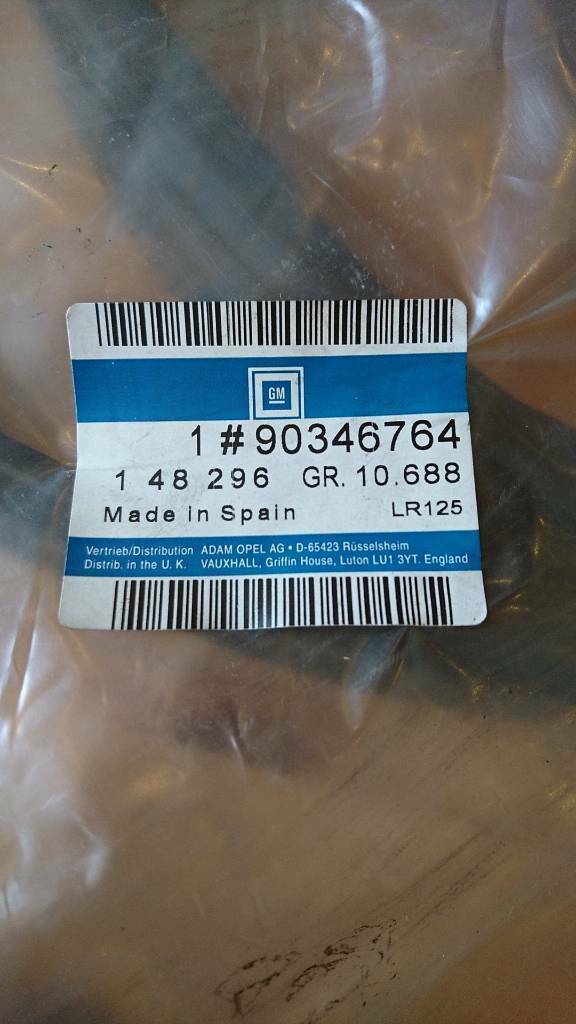 GM
1 # 90346764
1 48 296 GR. 10.688
Made in Spain LR125
Vertrieb/Distribution ADAM OPEL AG • D-65423 Rüsselsheim
Distrib. in the U. K. VAUXHALL, Griffin House, Luton LU1 3YT. England